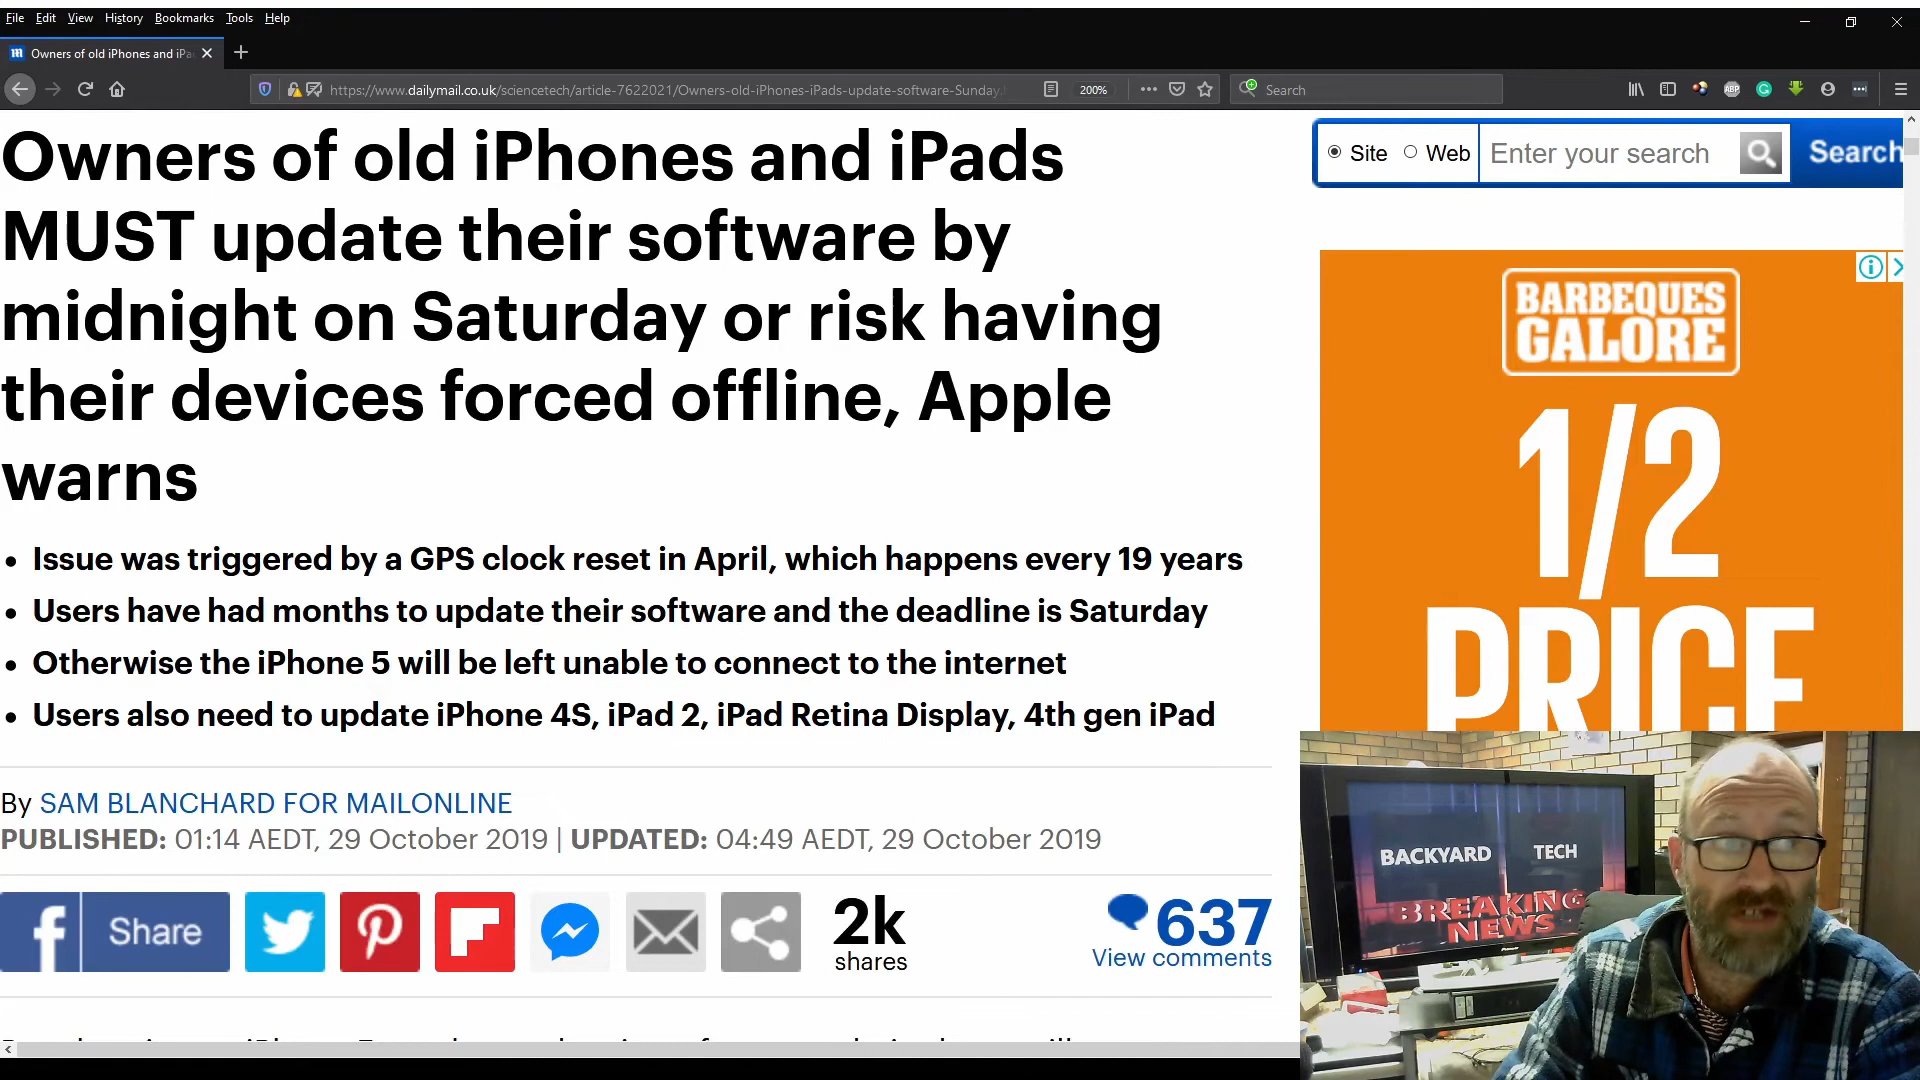 File Edit View History Bookmarks Tools Help
Owners of old iPhones and iPa
https://www.dailymail.co.uk/sciencetech/article-7622021/Owners-old-iPhones-iPads-update-software-Sunday.
200%
Search
Owners of old iPhones and iPads
MUST update their software by
midnight on Saturday or risk having
their devices forced offline, Apple
warns
• Issue was triggered by a GPS clock reset in April, which happens every 19 years
• Users have had months to update their software and the deadline is Saturday
• Otherwise the iPhone 5 will be left unable to connect to the internet
• Users also need to update iPhone 4S, iPad 2, iPad Retina Display, 4th gen iPad
By SAM BLANCHARD FOR MAILONLINE
PUBLISHED: 01:14 AEDT, 29 October 2019 | UPDATED: 04:49 AEDT, 29 October 2019
Share
2k
shares
637
View comments
Site Web Enter your search Search
BARBEQUES
GALORE
1/2
PRICE
BACKYARD TECH
BREAKING
NEWS